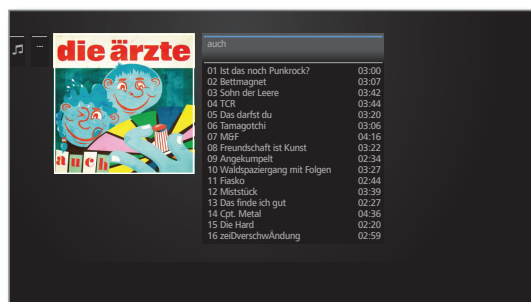 die ärzte
auch
auch
01 Ist das noch Punkrock? 03:00
02 Bettmagnet 03:07
03 Sohn der Leere 03:42
04 TCR 03:44
05 Das darfst du 03:20
06 Tamagotchi 03:06
07 M&F 04:16
08 Freundschaft ist Kunst 03:22
09 Angekumpelt 02:34
10 Waldspaziergang mit Folgen 03:27
11 Fiasko 02:44
12 Miststück 03:39
13 Das finde ich gut 02:27
14 Cpt. Metal 04:36
15 Die Hard 02:20
16 zeiDverschwÄndung 02:59